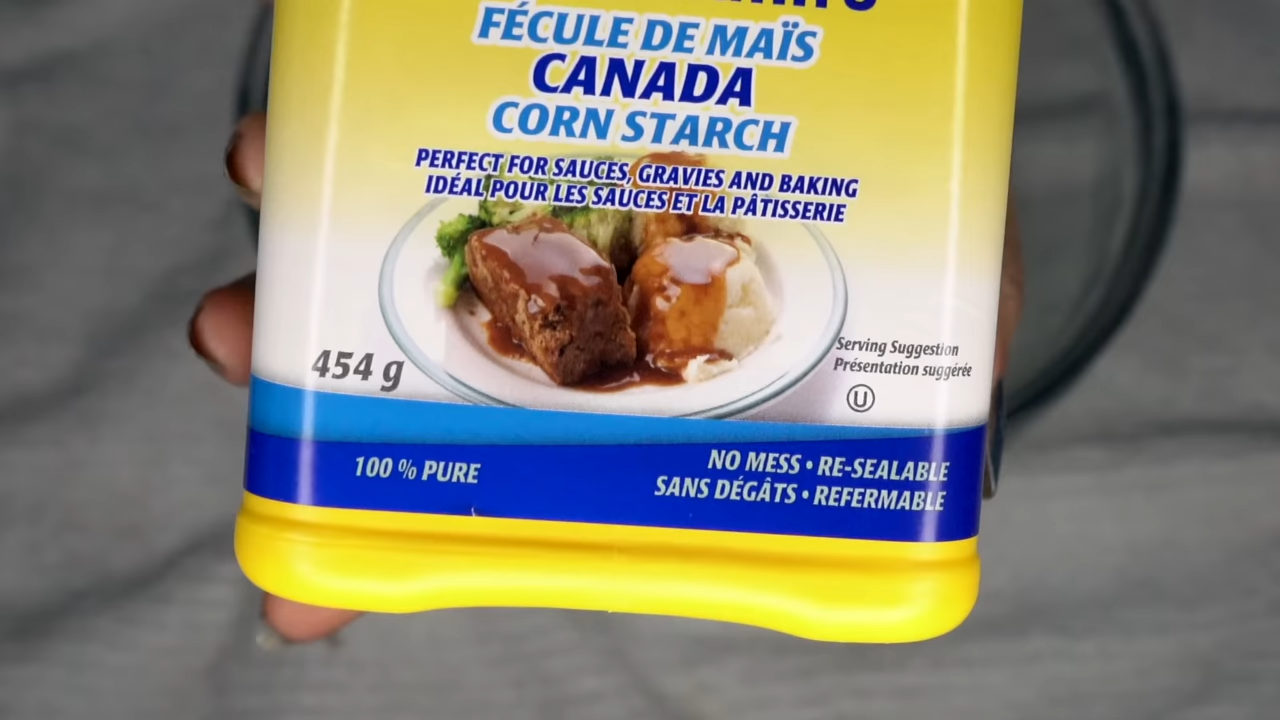 FÉCULE DE MAÏS
CANADA
CORN STARCH
PERFECT FOR SAUCES, GRAVIES AND BAKING
IDÉAL POUR LES SAUCES ET LA PÂTISSERIE
454 g
Serving Suggestion
Présentation suggérée
U
100 % PURE
NO MESS • RE-SEALABLE
SANS DÉGÂTS • REFERMABLE